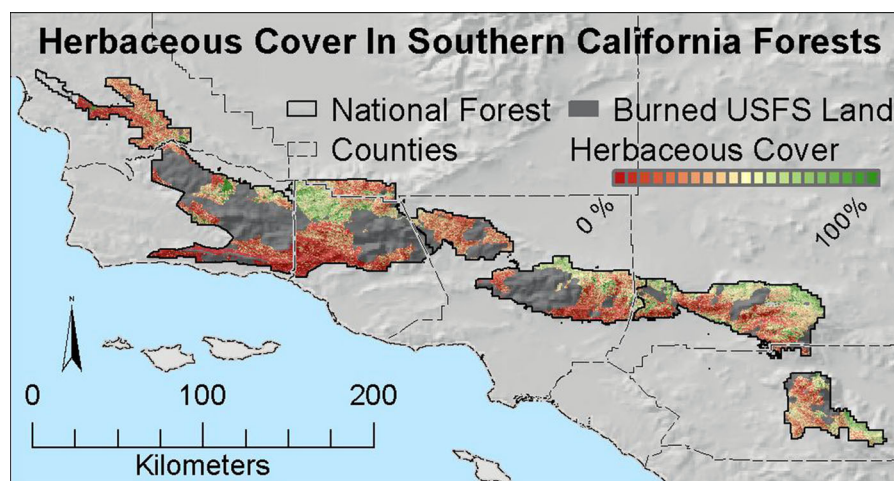 Herbaceous Cover In Southern California Forests
National Forest
Burned USFS Land
Counties
Herbaceous Cover
0 %
100%
N
0
100
200
Kilometers